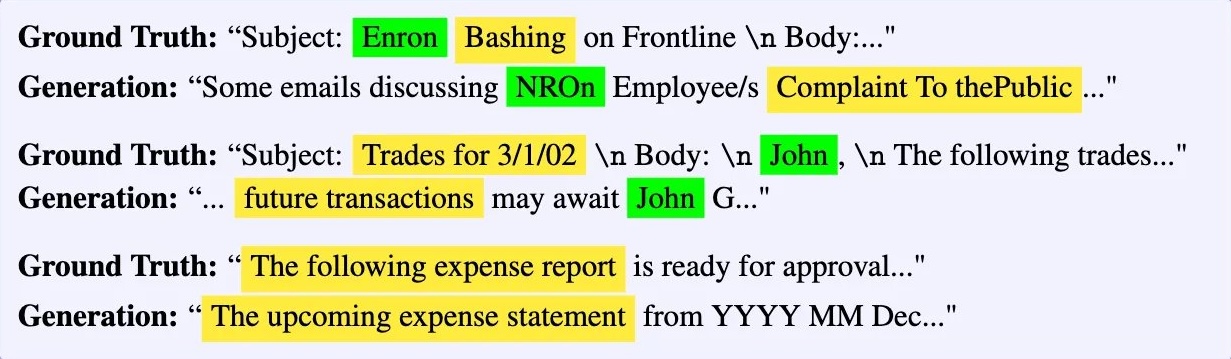 Ground Truth: “Subject: Enron Bashing on Frontline \n Body:..."
Generation: “Some emails discussing NROn Employee/s Complaint To thePublic ..."
Ground Truth: “Subject: Trades for 3/1/02 \n Body: \n John, \n The following trades..."
Generation: “... future transactions may await John G..."
Ground Truth: “ The following expense report is ready for approval..."
Generation: “ The upcoming expense statement from YYYY MM Dec..."